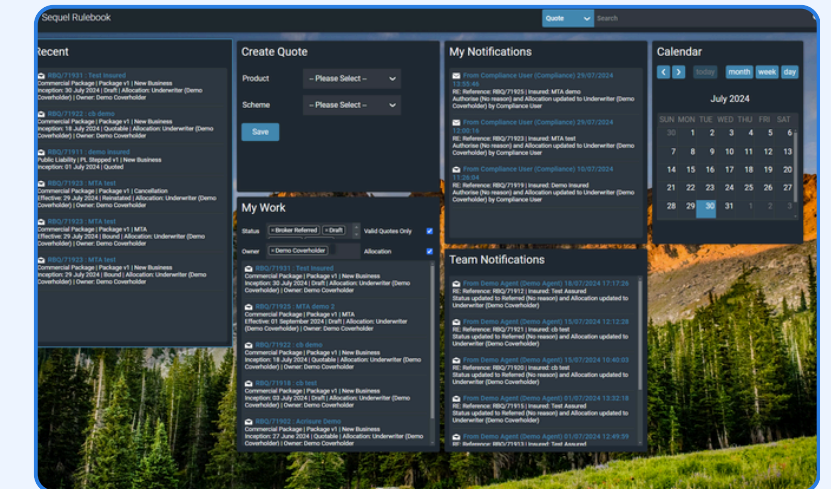 Sequel Rulebook
Quote
Search
Recent
RBQ/71931 : Test Insured
Commercial Package | Package v1 | New Business
Inception: 30 July 2024 | Draft | Allocation: Underwriter (Demo
Coverholder) | Owner: Demo Coverholder
RBQ/71922 : cb demo
Commercial Package | Package v1 | New Business
Inception: 18 July 2024 | Quotable | Allocation: Underwriter (Demo
Coverholder) | Owner: Demo Coverholder
RBQ/71911 : demo insured
Public Liability | PL Stepped v1 | New Business
Inception: 01 July 2024 | Quoted
RBQ/71923 : MTA test
Commercial Package | Package v1 | Cancellation
Effective: 29 July 2024 | Reinstated | Allocation: Underwriter (Demo
Coverholder) | Owner: Demo Coverholder
RBQ/71923 : MTA test
Commercial Package | Package v1 | MTA
Effective: 29 July 2024 | Bound | Allocation: Underwriter (Demo
Coverholder) | Owner: Demo Coverholder
RBQ/71923 : MTA test
Commercial Package | Package v1 | New Business
Inception: 29 July 2024 | Bound | Allocation: Underwriter (Demo
Coverholder) | Owner: Demo Coverholder
Create Quote
Product
-- Please Select --
Scheme
-- Please Select --
Save
My Work
Status
× Broker Referred
× Draft
Valid Quotes Only
Owner
× Demo Coverholder
Allocation
RBQ/71931 : Test Insured
Commercial Package | Package v1 | New Business
Inception: 30 July 2024 | Draft | Allocation: Underwriter (Demo
Coverholder) | Owner: Demo Coverholder
RBQ/71925 : MTA demo 2
Commercial Package | Package v1 | MTA
Effective: 01 September 2024 | Draft | Allocation: Underwriter
(Demo Coverholder) | Owner: Demo Coverholder
RBQ/71922 : cb demo
Commercial Package | Package v1 | New Business
Inception: 18 July 2024 | Quotable | Allocation: Underwriter (Demo
Coverholder) | Owner: Demo Coverholder
RBQ/71918 : cb test
Commercial Package | Package v1 | New Business
Inception: 03 July 2024 | Draft | Allocation: Underwriter (Demo
Coverholder) | Owner: Demo Coverholder
RBQ/71902 : Acrisure Demo
Commercial Package | Package v1 | New Business
Inception: 27 June 2024 | Quotable | Allocation: Underwriter (Demo
Coverholder) | Owner: Demo Coverholder
My Notifications
From Compliance User (Compliance) 29/07/2024
13:55:46
RE: Reference: RBQ/71925 | Insured: MTA demo
Authorise (No reason) and Allocation updated to Underwriter (Demo
Coverholder) by Compliance User
From Compliance User (Compliance) 29/07/2024
12:00:16
RE: Reference: RBQ/71923 | Insured: MTA test
Authorise (No reason) and Allocation updated to Underwriter (Demo
Coverholder) by Compliance User
From Compliance User (Compliance) 10/07/2024
11:26:04
RE: Reference: RBQ/71919 | Insured: Demo Insured
Authorise (No reason) and Allocation updated to Underwriter (Demo
Coverholder) by Compliance User
Team Notifications
From Demo Agent (Demo Agent) 18/07/2024 17:17:26
RE: Reference: RBQ/71912 | Insured: Test Assured
Status updated to Referred (No reason) and Allocation updated to
Underwriter (Demo Coverholder)
From Demo Agent (Demo Agent) 15/07/2024 12:12:28
RE: Reference: RBQ/71921 | Insured: cb test
Status updated to Referred (No reason) and Allocation updated to
Underwriter (Demo Coverholder)
From Demo Agent (Demo Agent) 15/07/2024 10:40:03
RE: Reference: RBQ/71920 | Insured: cb test
Status updated to Referred (No reason) and Allocation updated to
Underwriter (Demo Coverholder)
From Demo Agent (Demo Agent) 01/07/2024 13:32:18
RE: Reference: RBQ/71915 | Insured: Test Assured
Status updated to Referred (No reason) and Allocation updated to
Underwriter (Demo Coverholder)
From Demo Agent (Demo Agent) 01/07/2024 12:49:59
RE: Reference: RBQ/71913 | Insured: Test Assured
Calendar
today
month
week
day
July 2024
SUN MON TUE WED THU FRI SAT
30 1 2 3 4 5 6
7 8 9 10 11 12 13
14 15 16 17 18 19 20
21 22 23 24 25 26 27
28 29 30 31 1 2 3